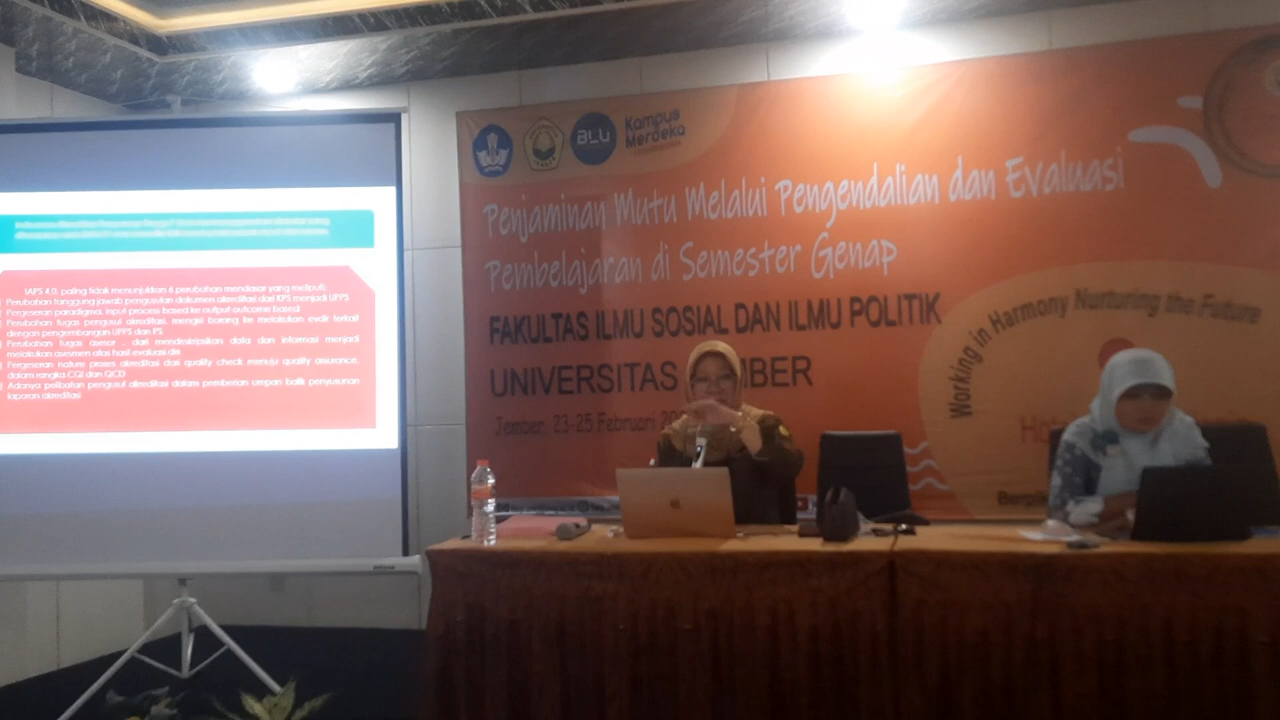 IAPS 4.0. paling tidak menunjukkan 6 perubahan mendasar yang meliputi:
Perubahan tanggung jawab pengusulan dokumen akreditasi dari KPS menjadi UPPS
Pergeseran paradigma, input process based ke output-outcome based
Perubahan tugas pengusul akreditasi, mengisi borang ke melakukan evdir terkait
dengan pengembangan UPPS dan PS
Perubahan tugas asesor : dari mendeskripsikan data dan informasi menjadi
melakukan asesmen atas hasil evaluasi diri
Pergeseran nature proses akreditasi dari quality check menuju quality assurance,
dalam rangka CQI dan QCD
Adanya pelibatan pengusul akreditasi dalam pemberian umpan balik penyusunan
laporan akreditasi
BLU
Kampus
Merdeka
Penjaminan Mutu Melalui Pengendalian dan Evaluasi
Pembelajaran di Semester Genap
FAKULTAS ILMU SOSIAL DAN ILMU POLITIK
UNIVERSITAS MBER
Jember, 23-25 Februari 20
Working in Harmony Nurturing the Future